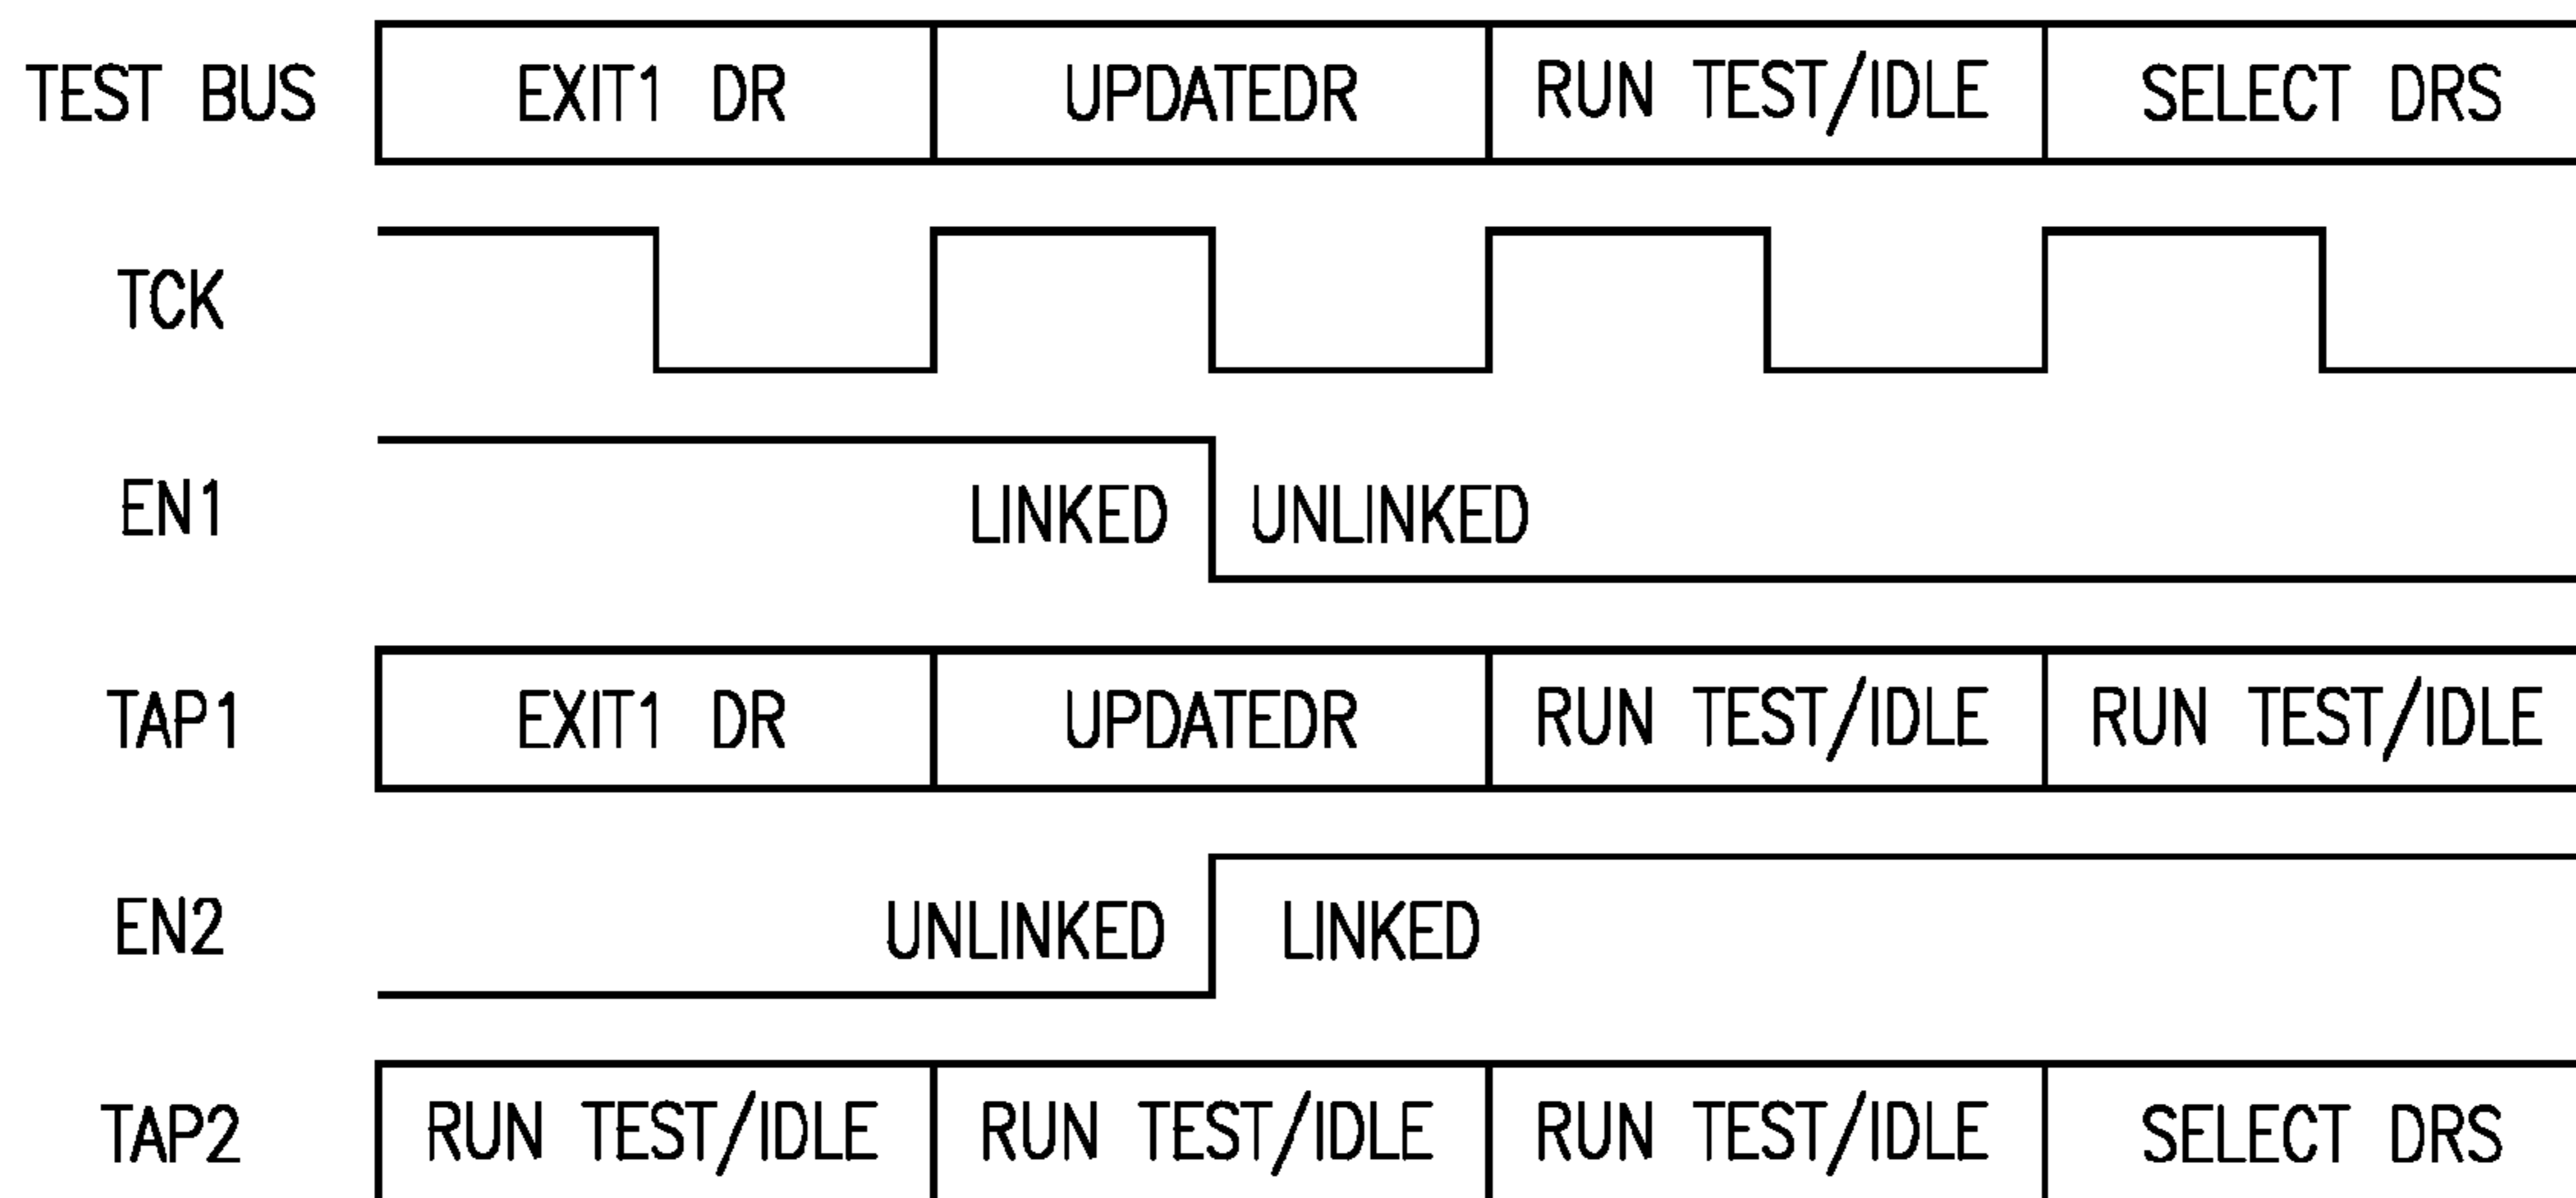 TEST BUS EXIT1 DR UPDATEDR RUN TEST/IDLE SELECT DRS
TCK
EN1 LINKED UNLINKED
TAP1 EXIT1 DR UPDATEDR RUN TEST/IDLE RUN TEST/IDLE
EN2 UNLINKED LINKED
TAP2 RUN TEST/IDLE RUN TEST/IDLE RUN TEST/IDLE SELECT DRS